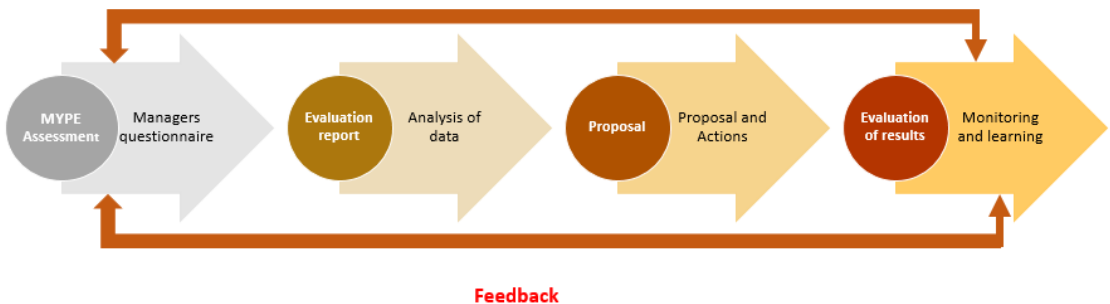 MYPE
Assessment
Managers
questionnaire
Evaluation
report
Analysis of
data
Proposal
Proposal and
Actions
Evaluation
of results
Monitoring
and learning
Feedback